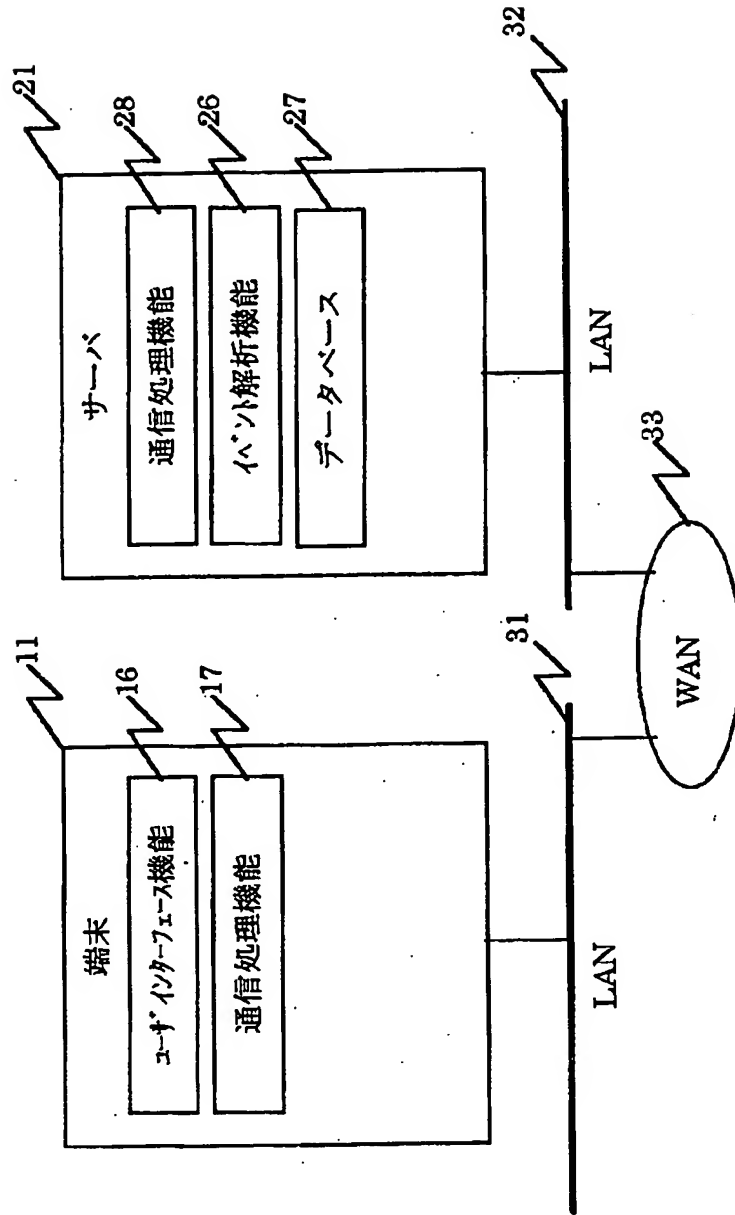 端末
11
ユーザインターフェース機能
16
通信処理機能
17
サーバ
21
通信処理機能
28
イベント解析機能
26
データベース
27
LAN
31
LAN
32
WAN
33